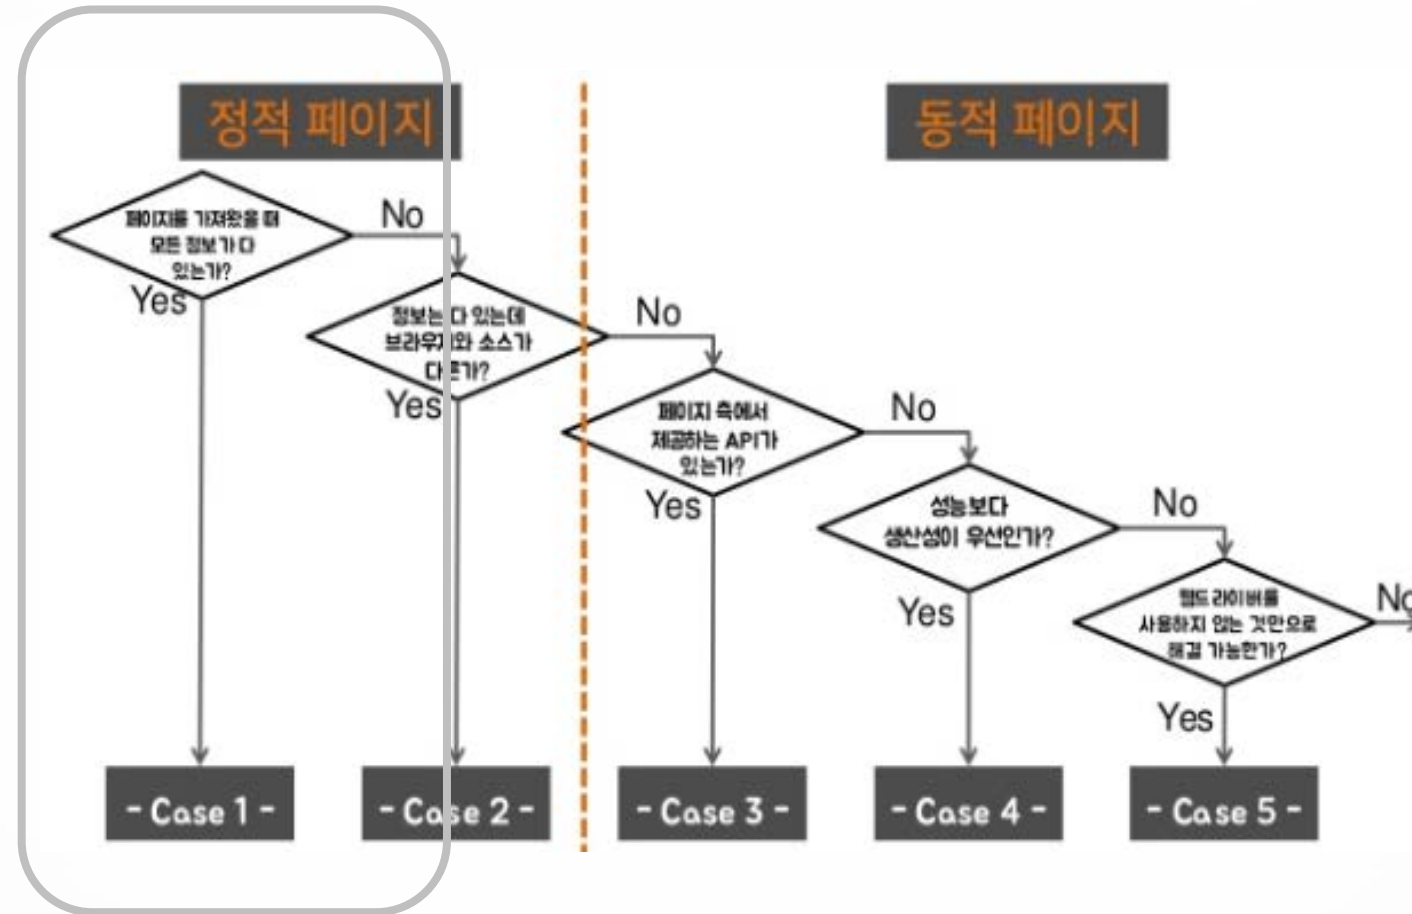 정적 페이지
동적 페이지
페이지를 가져왔을 때
모든 정보가 다
있는가?
No
Yes
정보는 다 있는데
브라우저와 소스가
다른가?
No
Yes
페이지 측에서
제공하는 API가
있는가?
No
Yes
성능보다
생산성이 우선인가?
No
Yes
웹드라이버를
사용하지 않는 것만으로
해결 가능한가?
No
Yes
- Case 1 -
- Case 2 -
- Case 3 -
- Case 4 -
- Case 5 -